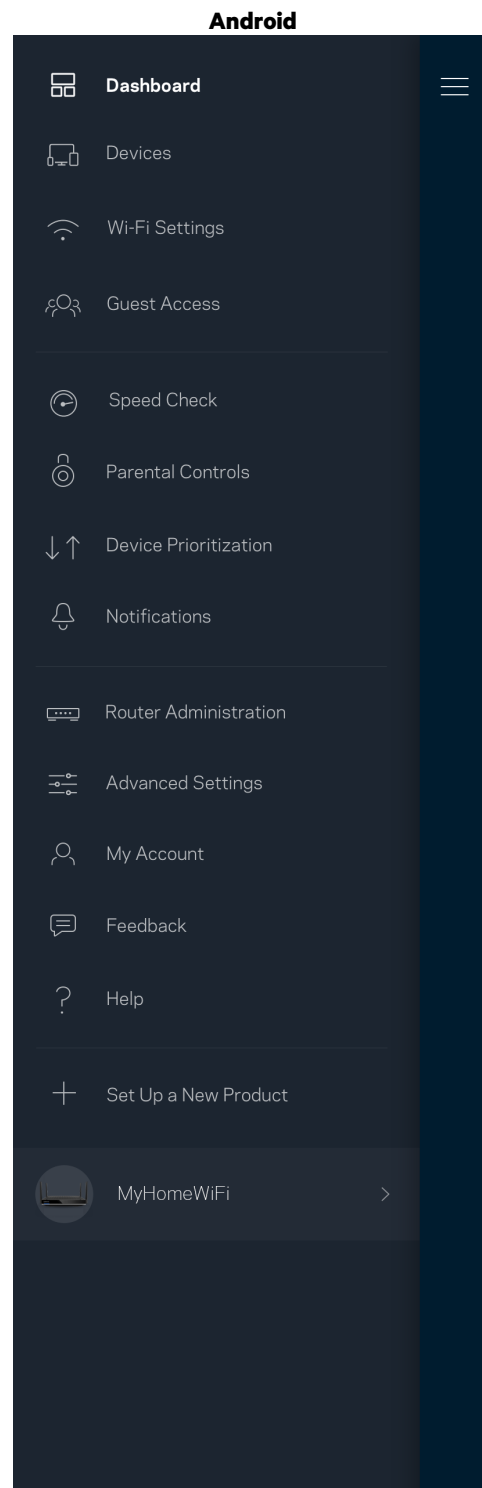 Android
Dashboard
Devices
Wi-Fi Settings
Guest Access
Speed Check
Parental Controls
Device Prioritization
Notifications
Router Administration
Advanced Settings
My Account
Feedback
Help
Set Up a New Product
MyHomeWiFi